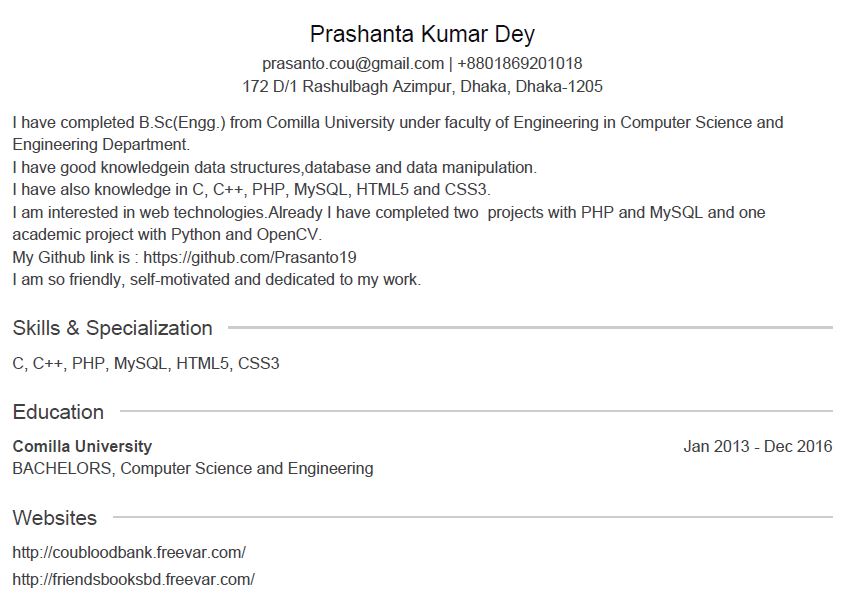 Prashanta Kumar Dey
prasanto.cou@gmail.com | +8801869201018
172 D/1 Rashulbagh Azimpur, Dhaka, Dhaka-1205
I have completed B.Sc(Engg.) from Comilla University under faculty of Engineering in Computer Science and
Engineering Department.
I have good knowledgein data structures,database and data manipulation.
I have also knowledge in C, C++, PHP, MySQL, HTML5 and CSS3.
I am interested in web technologies.Already I have completed two  projects with PHP and MySQL and one
academic project with Python and OpenCV.
My Github link is : https://github.com/Prasanto19
I am so friendly, self-motivated and dedicated to my work.
Skills & Specialization
C, C++, PHP, MySQL, HTML5, CSS3
Education
Comilla University Jan 2013 - Dec 2016
BACHELORS, Computer Science and Engineering
Websites
http://coubloodbank.freevar.com/
http://friendsbooksbd.freevar.com/